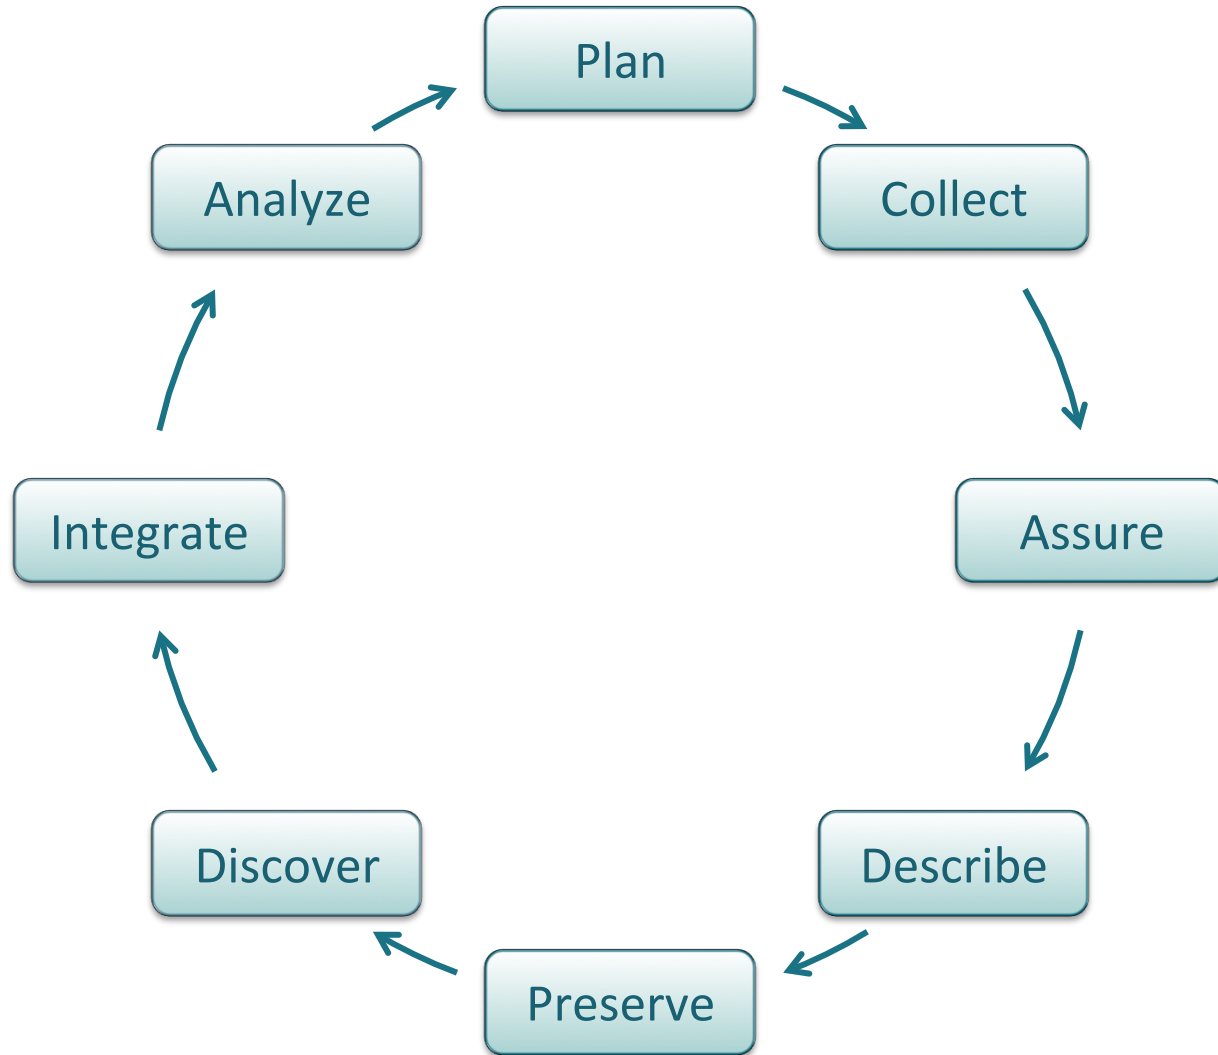 Plan
Collect
Assure
Describe
Preserve
Discover
Integrate
Analyze